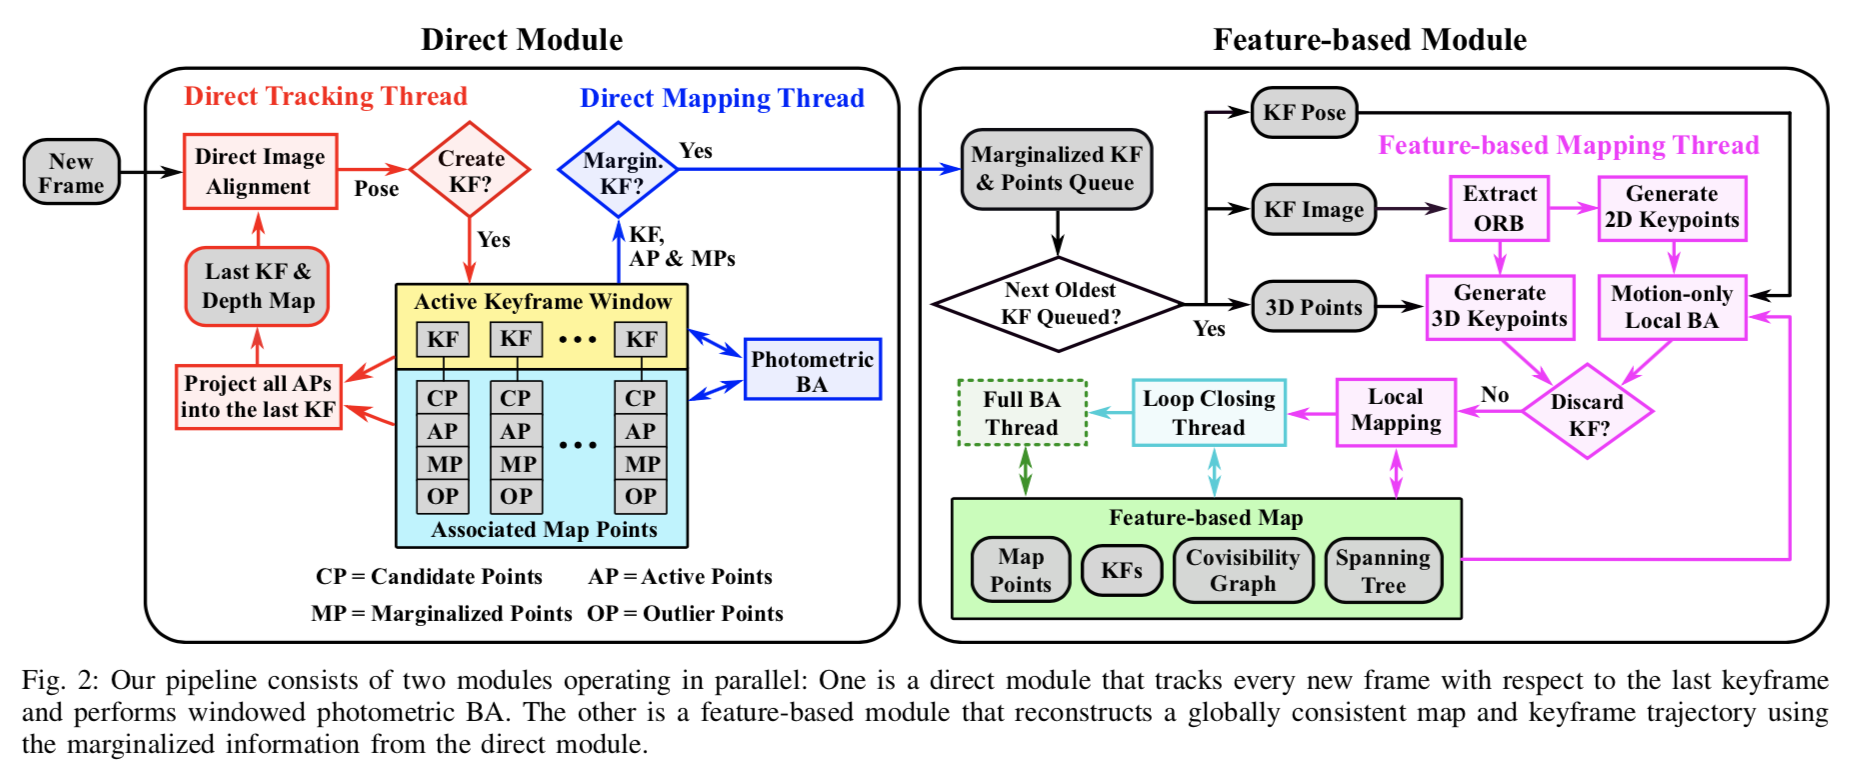 Direct Module
Feature-based Module
Direct Tracking Thread
Direct Mapping Thread
New
Frame
Direct Image
Alignment
Pose
Create
KF?
Yes
Margin.
KF?
Yes
KF,
AP & MPs
Last KF &
Depth Map
Project all APs
into the last KF
Active Keyframe Window
KF
KF
KF
CP
CP
CP
AP
AP
AP
MP
MP
MP
OP
OP
OP
Associated Map Points
Photometric
BA
CP = Candidate Points
AP = Active Points
MP = Marginalized Points
OP = Outlier Points
Marginalized KF
& Points Queue
Next Oldest
KF Queued?
Yes
KF Pose
KF Image
3D Points
Feature-based Mapping Thread
Extract
ORB
Generate
2D Keypoints
Generate
3D Keypoints
Motion-only
Local BA
Discard
KF?
No
Local
Mapping
Loop Closing
Thread
Full BA
Thread
Feature-based Map
Map
Points
KFs
Covisibility
Graph
Spanning
Tree
Fig. 2: Our pipeline consists of two modules operating in parallel: One is a direct module that tracks every new frame with respect to the last keyframe
and performs windowed photometric BA. The other is a feature-based module that reconstructs a globally consistent map and keyframe trajectory using
the marginalized information from the direct module.